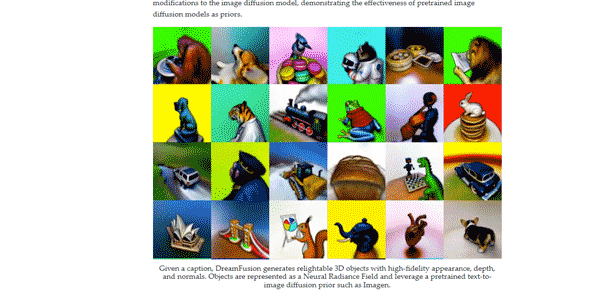 modifications to the image diffusion model, demonstrating the effectiveness of pretrained image
diffusion models as priors.
Given a caption, DreamFusion generates relightable 3D objects with high-fidelity appearance, depth,
and normals. Objects are represented as a Neural Radiance Field and leverage a pretrained text-to-
image diffusion prior such as Imagen.